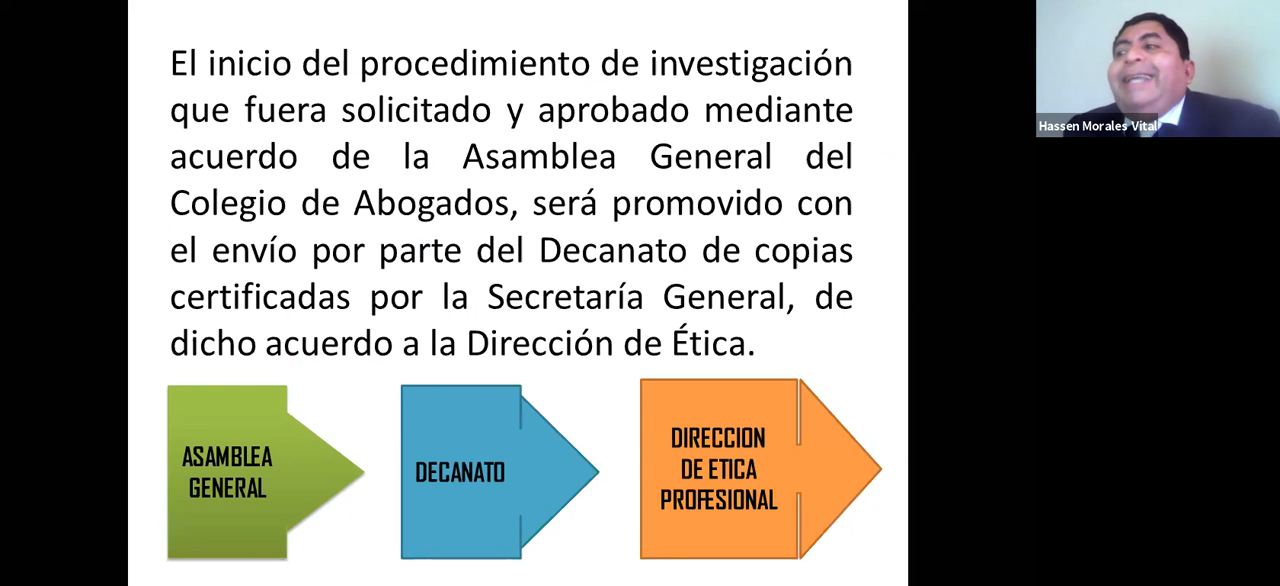 El inicio del procedimiento de investigación
que fuera solicitado y aprobado mediante
acuerdo de la Asamblea General del
Colegio de Abogados, será promovido con
el envío por parte del Decanato de copias
certificadas por la Secretaría General, de
dicho acuerdo a la Dirección de Ética.
ASAMBLEA
GENERAL
DECANATO
DIRECCION
DE ETICA
PROFESIONAL
Hassen Morales Vital